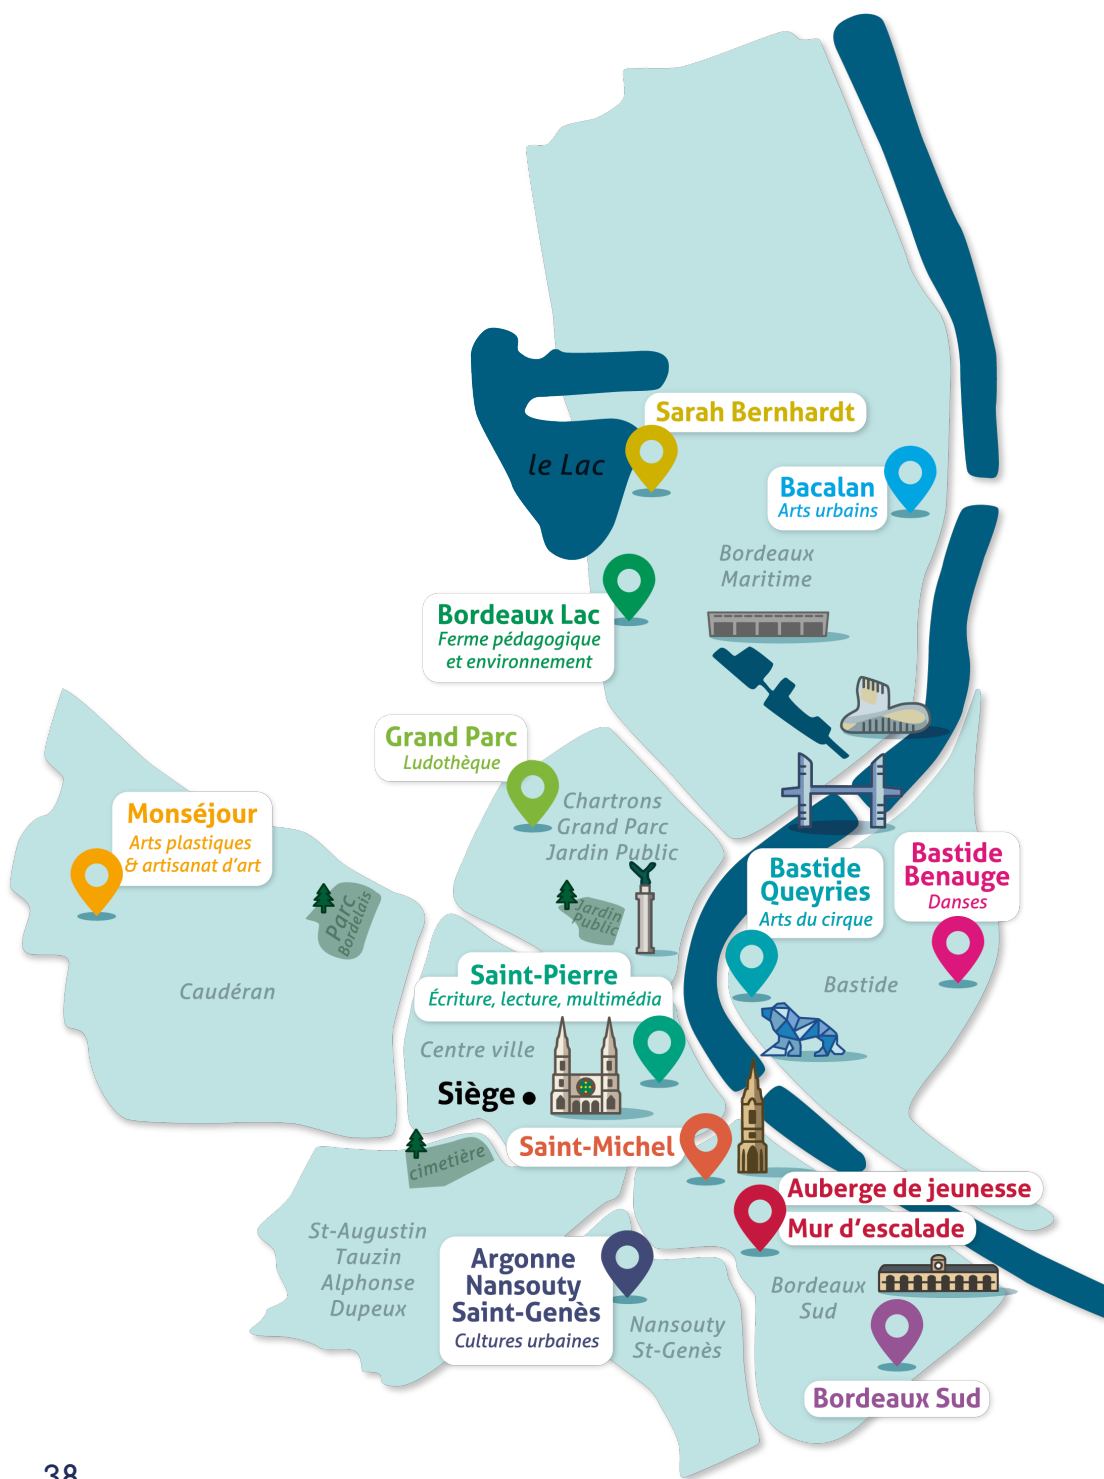 Sarah Bernhardt
le Lac
Bacalan
Arts urbains
Bordeaux
Maritime
Bordeaux Lac
Ferme pédagogique
et environnement
Grand Parc
Ludothèque
Chartrons
Grand Parc
Jardin Public
Monséjour
Arts plastiques
& artisanat d'art
Parc
Bordelais
Jardin
Public
Bastide
Queyries
Arts du cirque
Bastide
Benauge
Danses
Bastide
Caudéran
Saint-Pierre
Écriture, lecture, multimédia
Centre ville
Siège
Saint-Michel
cimetière
Auberge de jeunesse
Mur d'escalade
St-Augustin
Tauzin
Alphonse
Dupeux
Argonne
Nansouty
Saint-Genès
Cultures urbaines
Nansouty
St-Genès
Bordeaux
Sud
Bordeaux Sud
38